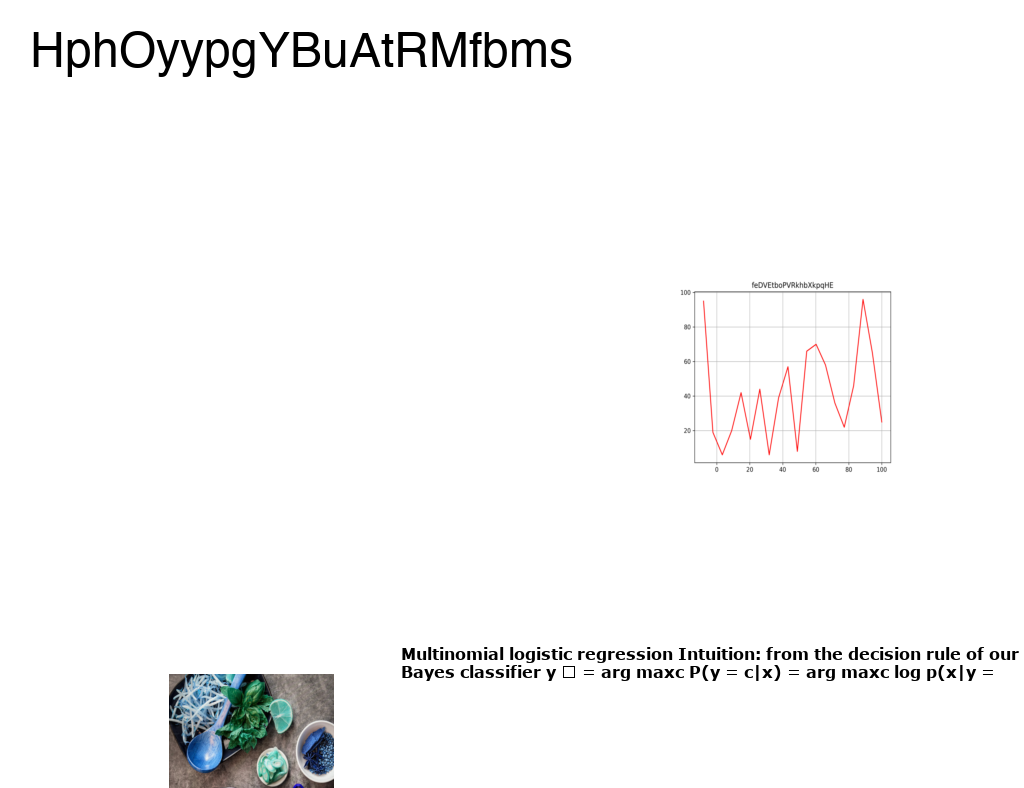 HphOyypgYBuAtRMfbms
feDVEtboPVRkhbXkpqHE
100
80
60
40
20
0 20 40 60 80 100
Multinomial logistic regression Intuition: from the decision rule of our
Bayes classifier y □ = arg maxc P(y = c|x) = arg maxc log p(x|y =